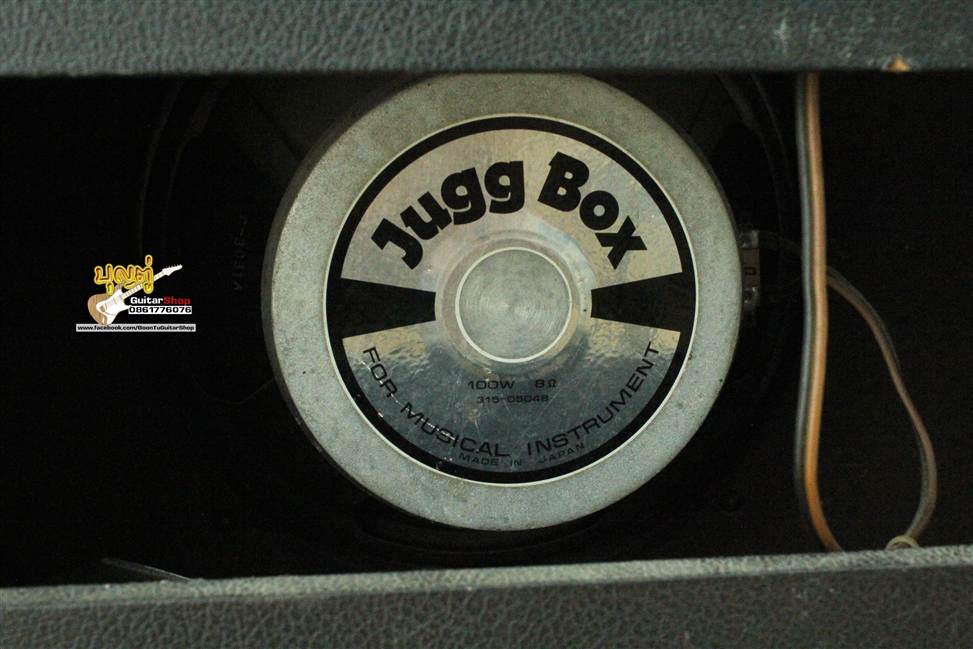 Jugg Box
100W 8Ω
315-05048
FOR MUSICAL INSTRUMENT
MADE IN JAPAN
บุญตู่
GuitarShop
0861776076
www.facebook.com/BoonTuGuitarShop